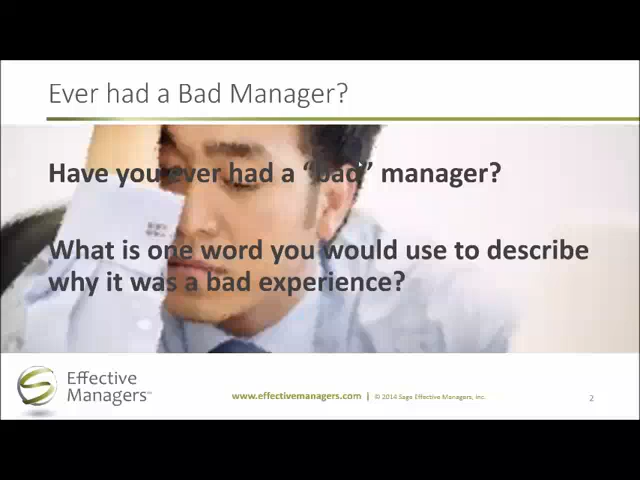 Ever had a Bad Manager?
Have you ever had a “bad” manager?
What is one word you would use to describe
why it was a bad experience?
Effective
Managers℠
www.effectivemanagers.com | © 2014 Sage Effective Managers, Inc.
2